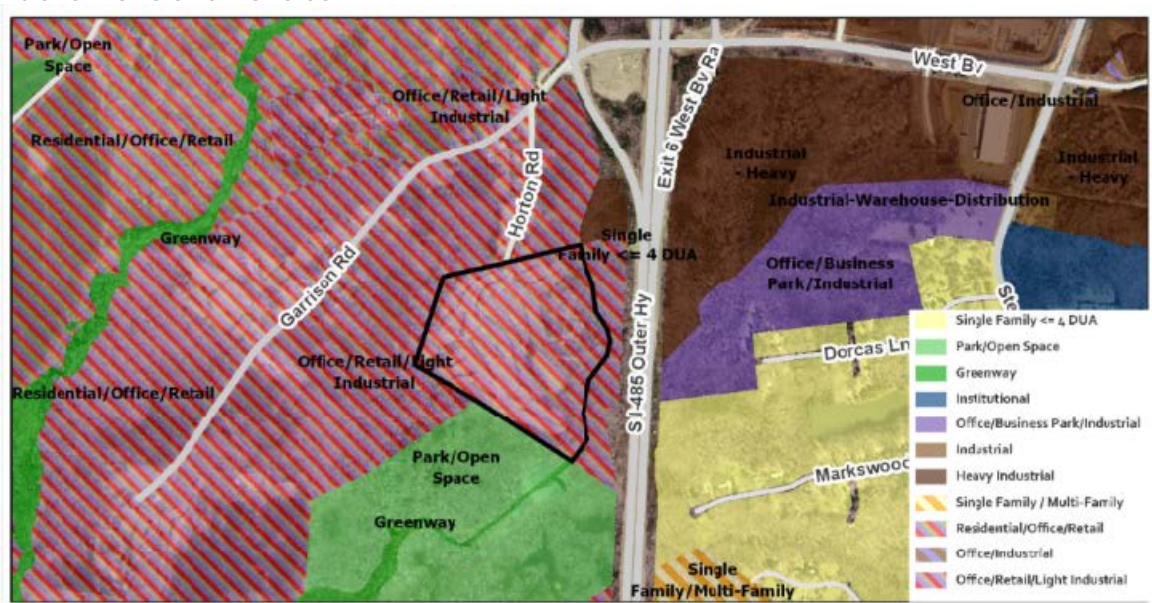 Park/Open
Space
West Bv
Exit 6 West Bv Ra
Office/Retail/Light
Industrial
Office/Industrial
Residential/Office/Retail
Industrial
- Heavy
Industrial
- Heavy
Horton Rd
Industrial-Warehouse-Distribution
Greenway
Single
Family <= 4 DUA
Garrison Rd
Office/Business
Park/Industrial
S I-485 Outer Hy
Ste
Dorcas Ln
Office/Retail/Light
Industrial
Residential/Office/Retail
Park/Open
Space
Markswood
Greenway
Single
Family/Multi-Family
Single Family <= 4 DUA
Park/Open Space
Greenway
Institutional
Office/Business Park/Industrial
Industrial
Heavy Industrial
Single Family / Multi-Family
Residential/Office/Retail
Office/Industrial
Office/Retail/Light Industrial